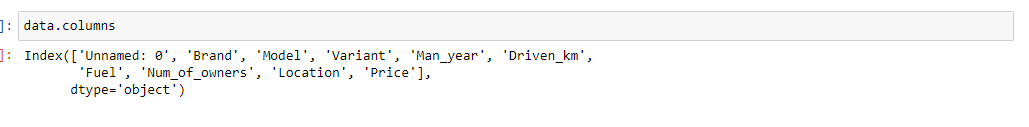 ]: data.columns
]: Index(['Unnamed: 0', 'Brand', 'Model', 'Variant', 'Man_year', 'Driven_km',
'Fuel', 'Num_of_owners', 'Location', 'Price'],
dtype='object')